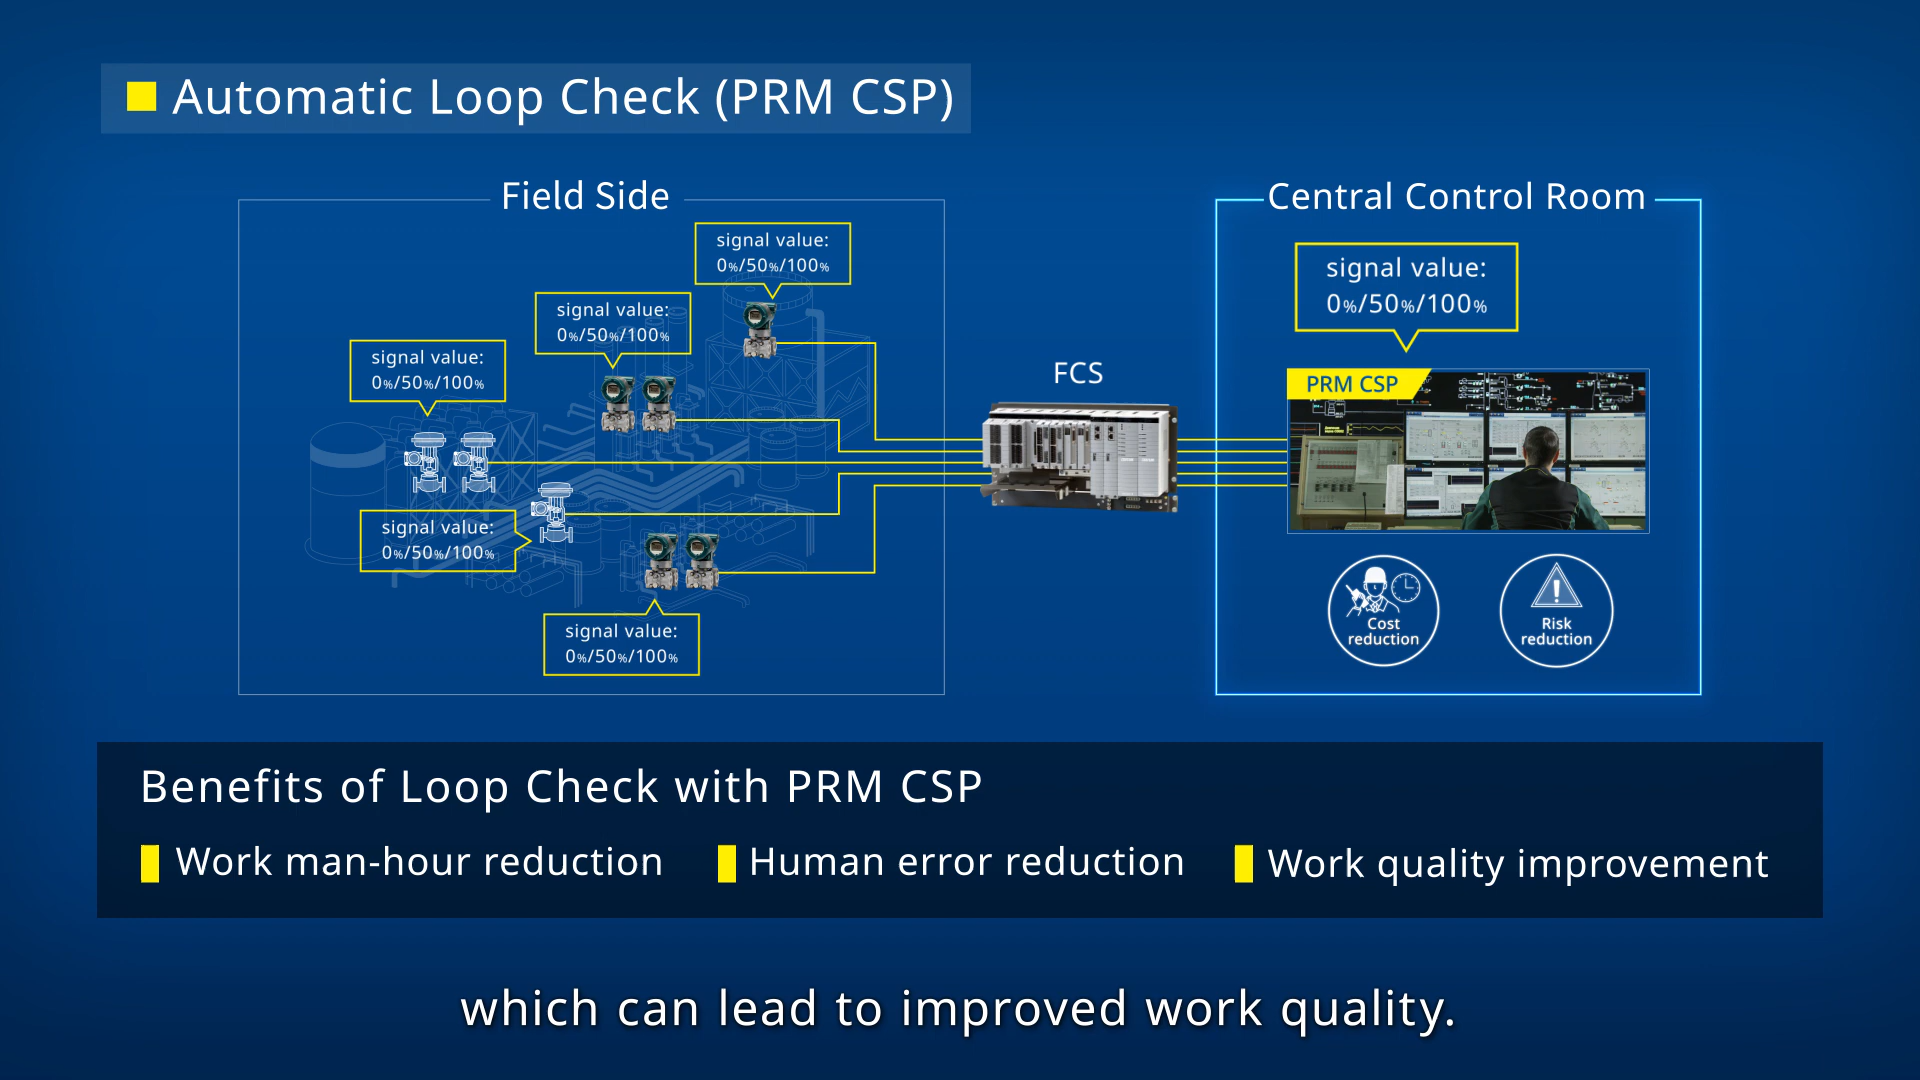 Automatic Loop Check (PRM CSP)
Field Side
signal value:
0%/50%/100%
signal value:
0%/50%/100%
signal value:
0%/50%/100%
signal value:
0%/50%/100%
signal value:
0%/50%/100%
FCS
Central Control Room
signal value:
0%/50%/100%
PRM CSP
Cost
reduction
Risk
reduction
Benefits of Loop Check with PRM CSP
Work man-hour reduction
Human error reduction
Work quality improvement
which can lead to improved work quality.